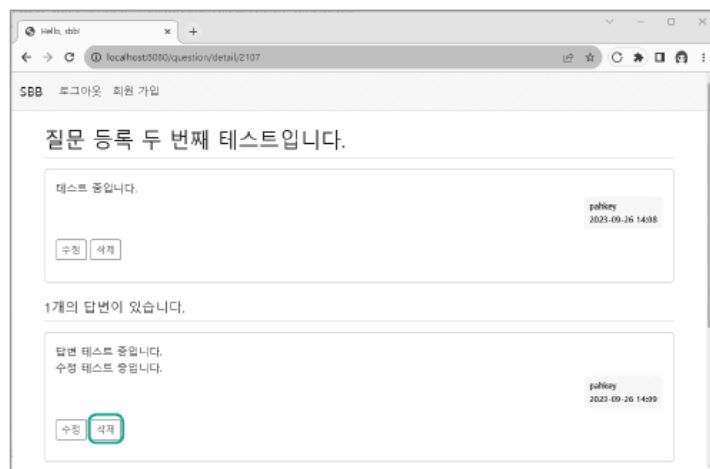 Hello, sbb!
localhost:8080/question/detail/2107
SBB 로그아웃 회원 가입
질문 등록 두 번째 테스트입니다.
테스트 중입니다.
pahkey
2023-09-26 14:08
수정 삭제
1개의 답변이 있습니다.
답변 테스트 중입니다.
수정 테스트 중입니다.
pahkey
2023-09-26 14:09
수정 삭제